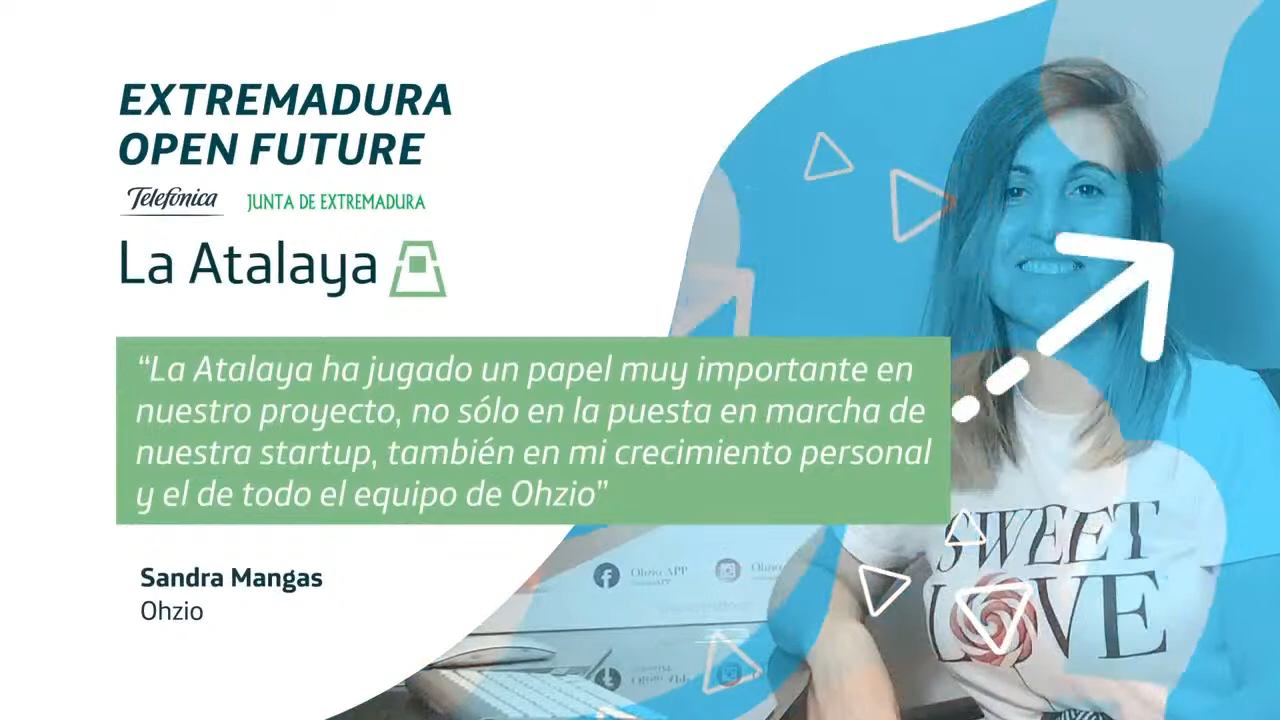 EXTREMADURA
OPEN FUTURE
Telefónica JUNTA DE EXTREMADURA
La Atalaya
“La Atalaya ha jugado un papel muy importante en
nuestro proyecto, no sólo en la puesta en marcha de
nuestra startup, también en mi crecimiento personal
y el de todo el equipo de Ohzio”
Sandra Mangas
Ohzio
SWEET
LOVE
Ohzio APP